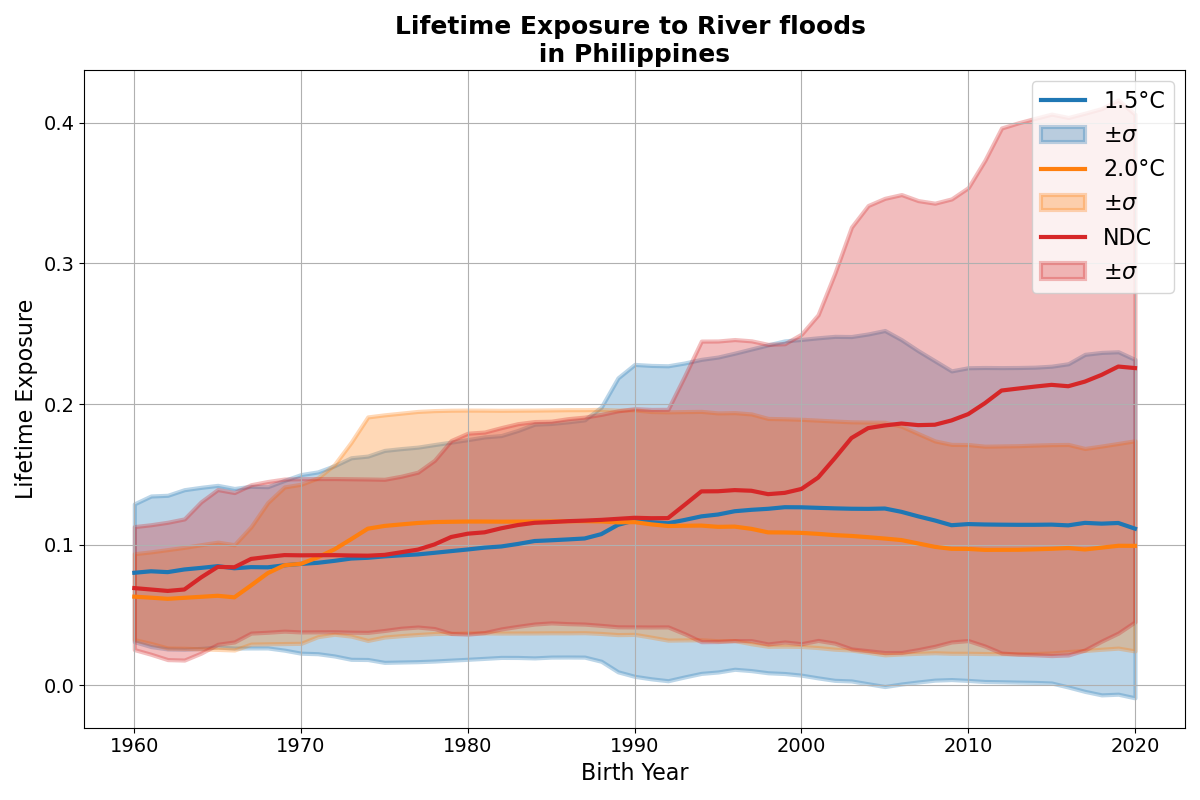 Lifetime Exposure to River floods
in Philippines
Lifetime Exposure
0.4
0.3
0.2
0.1
0.0
1960
1970
1980
1990
2000
2010
2020
Birth Year
1.5°C
±σ
2.0°C
±σ
NDC
±σ